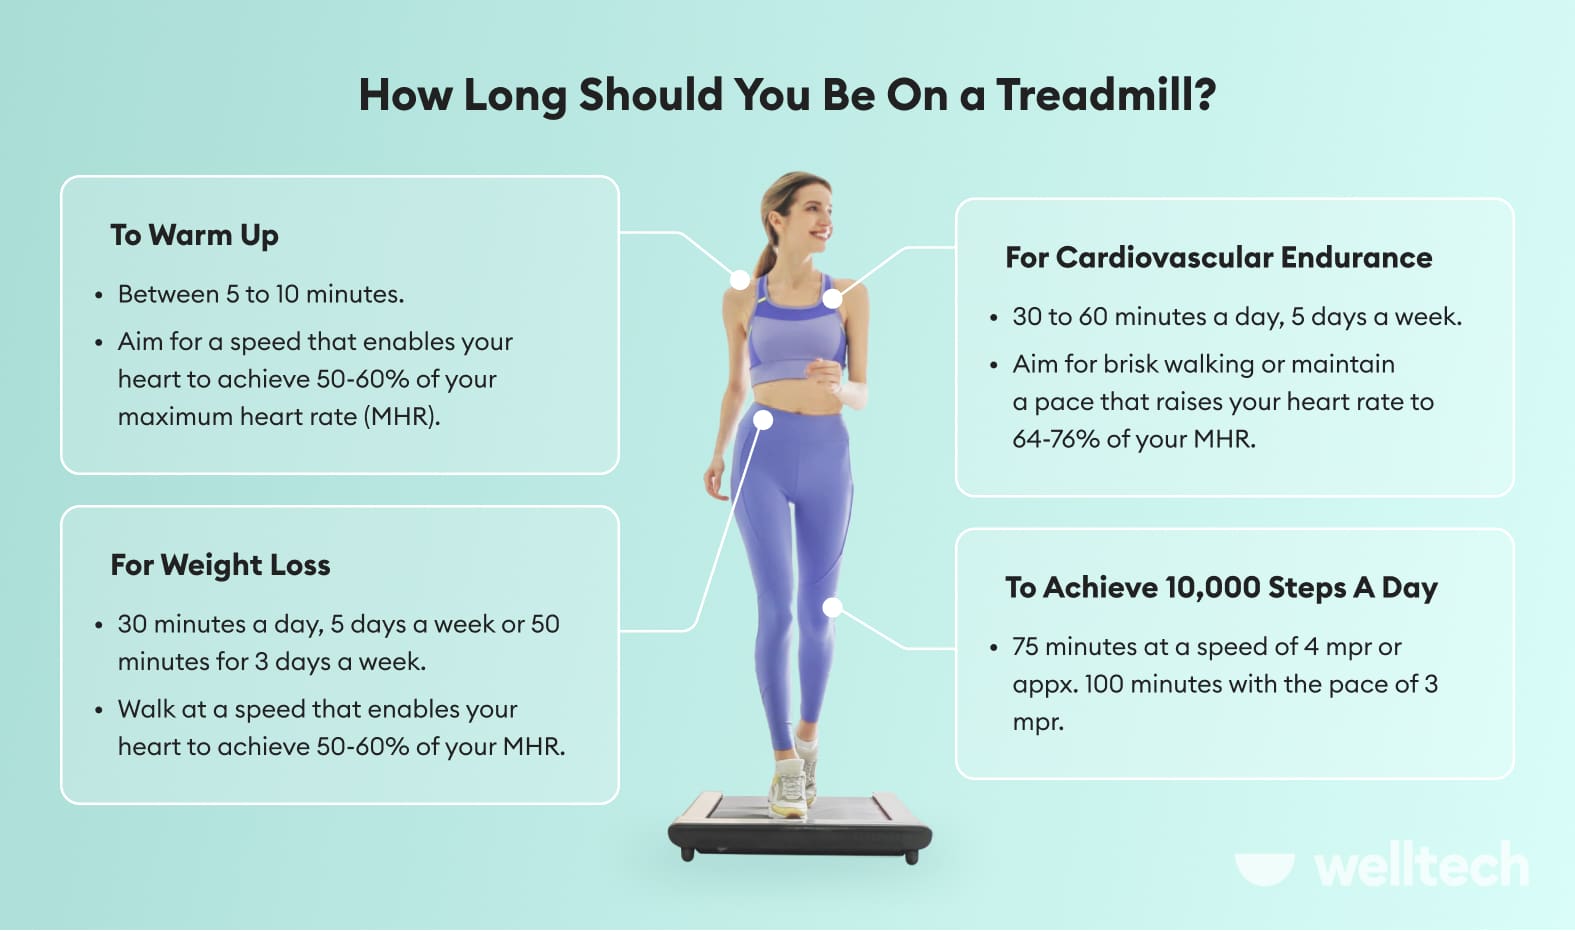 How Long Should You Be On a Treadmill?
To Warm Up
• Between 5 to 10 minutes.
• Aim for a speed that enables your
heart to achieve 50-60% of your
maximum heart rate (MHR).
For Weight Loss
• 30 minutes a day, 5 days a week or 50
minutes for 3 days a week.
• Walk at a speed that enables your
heart to achieve 50-60% of your MHR.
For Cardiovascular Endurance
• 30 to 60 minutes a day, 5 days a week.
• Aim for brisk walking or maintain
a pace that raises your heart rate to
64-76% of your MHR.
To Achieve 10,000 Steps A Day
• 75 minutes at a speed of 4 mpr or
appx. 100 minutes with the pace of 3
mpr.
welltech